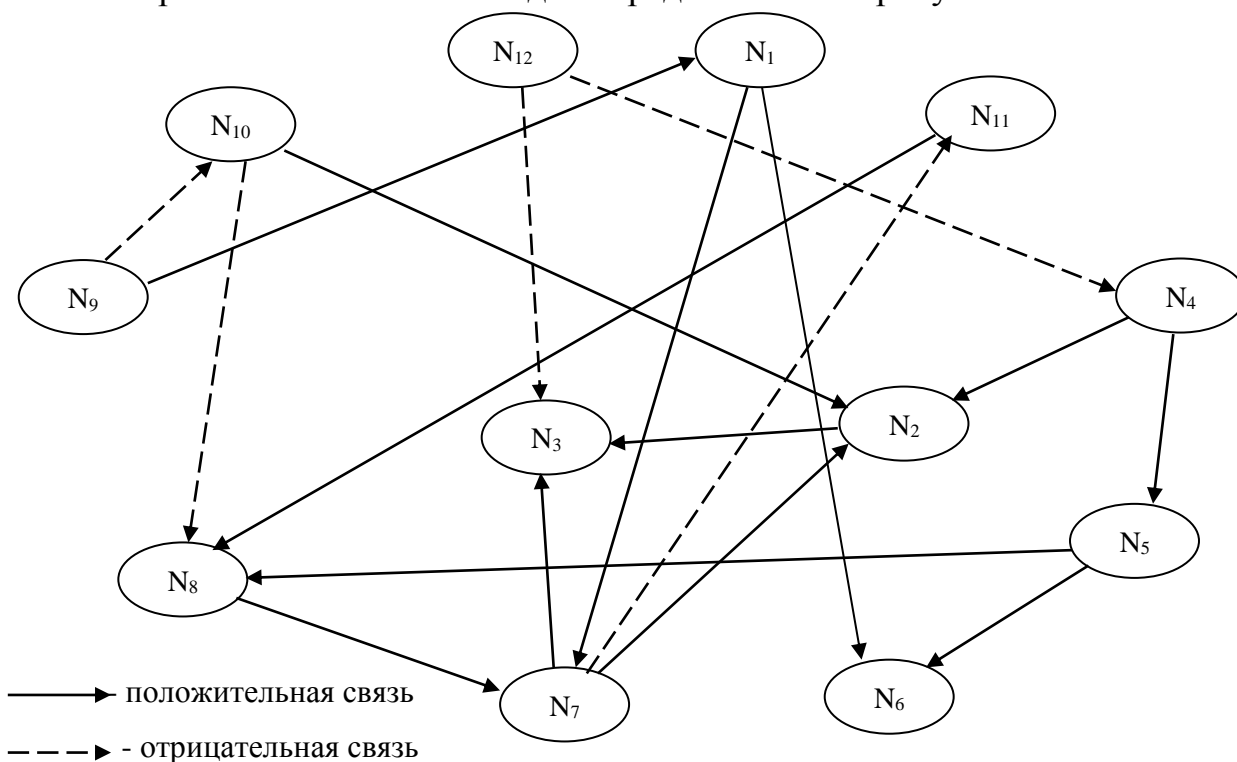 N12 N1
N10 N11
N9 N4
N3 N2
N5
N8
N7 N6
- положительная связь
- отрицательная связь